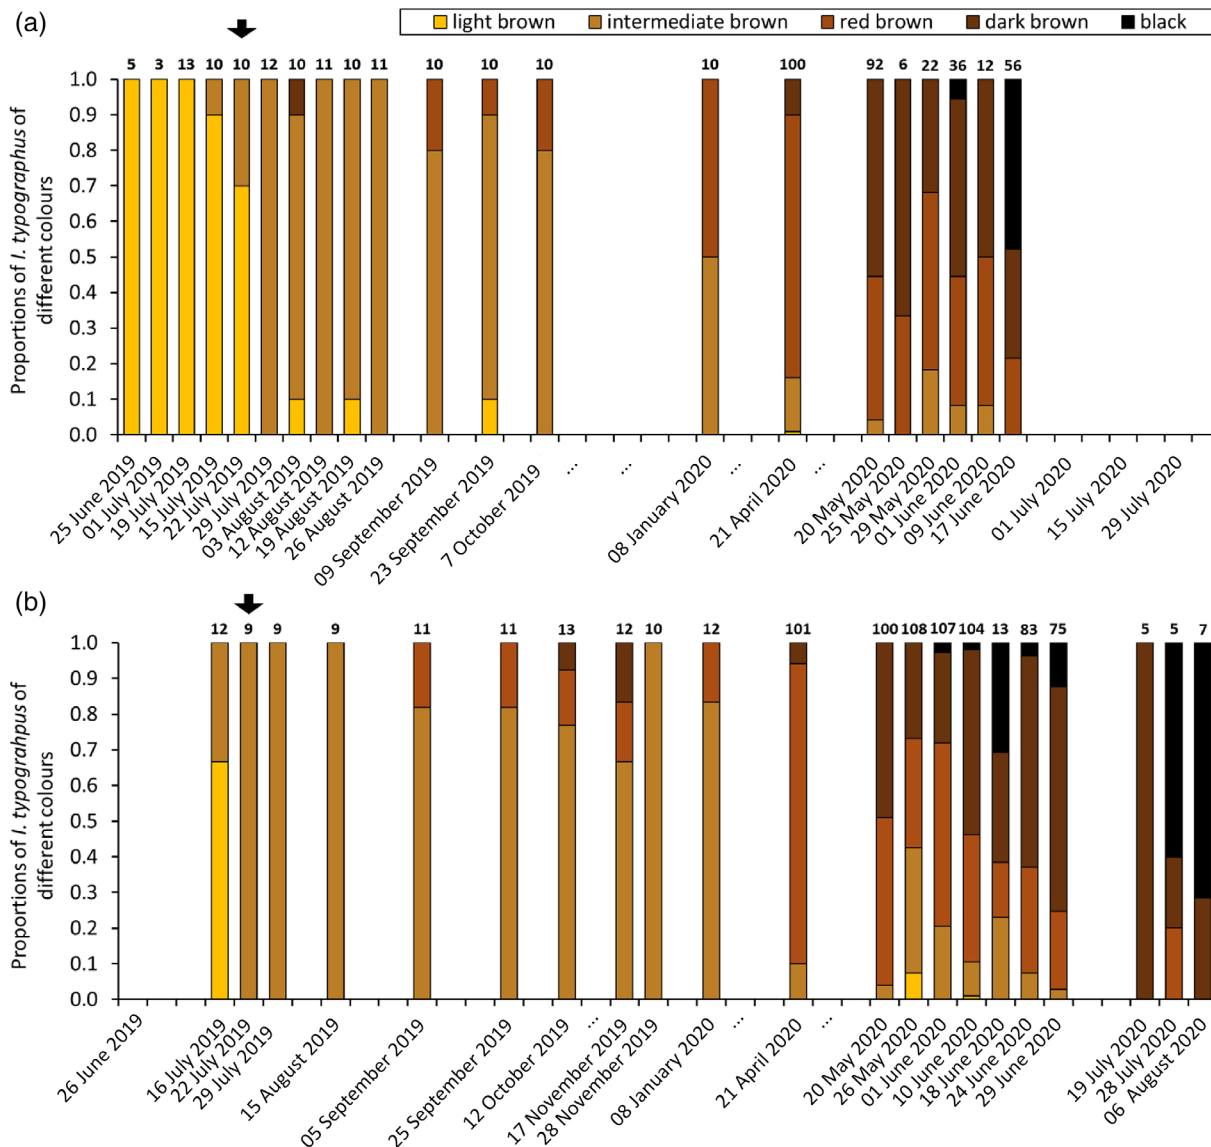 (a)
light brown intermediate brown red brown dark brown black
5 3 13 10 10 12 10 11 10 11 10 10 10 10 100 92 6 22 36 12 56
Proportions of I. typographus of
different colours
1.0
0.9
0.8
0.7
0.6
0.5
0.4
0.3
0.2
0.1
0.0
25 June 2019
01 July 2019
19 July 2019
15 July 2019
22 July 2019
29 July 2019
03 August 2019
12 August 2019
19 August 2019
26 August 2019
09 September 2019
23 September 2019
7 October 2019
...
...
08 January 2020
...
21 April 2020
...
20 May 2020
25 May 2020
29 May 2020
01 June 2020
09 June 2020
17 June 2020
01 July 2020
15 July 2020
29 July 2020
(b)
12 9 9 9 11 11 13 12 10 12 101 100 108 107 104 13 83 75 5 5 7
Proportions of I. typograhpus of
different colours
1.0
0.9
0.8
0.7
0.6
0.5
0.4
0.3
0.2
0.1
0.0
26 June 2019
16 July 2019
22 July 2019
29 July 2019
15 August 2019
05 September 2019
25 September 2019
12 October 2019
...
17 November 2019
28 November 2019
08 January 2020
...
21 April 2020
...
20 May 2020
26 May 2020
01 June 2020
10 June 2020
18 June 2020
24 June 2020
29 June 2020
19 July 2020
28 July 2020
06 August 2020